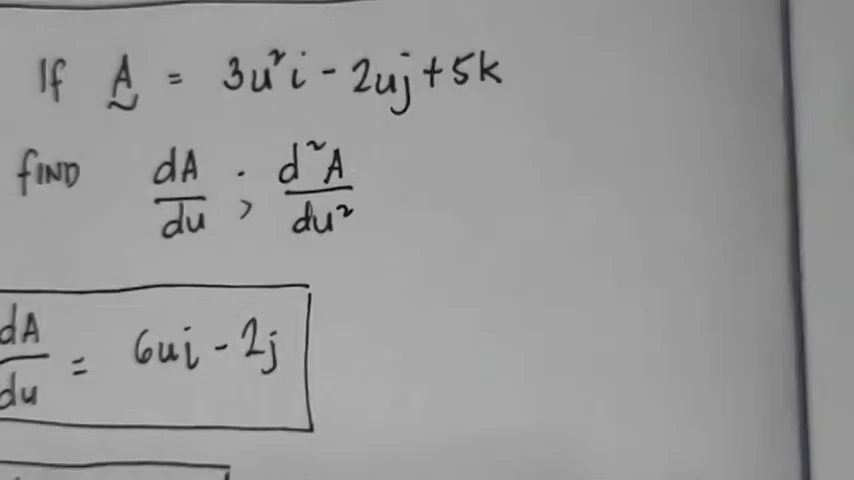 If A = 3u²i - 2uj + 5k
FIND dA/du ; d²A/du²
dA/du = 6ui - 2j